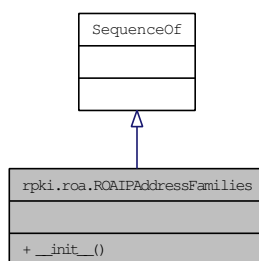 SequenceOf
rpki.roa.ROAIPAddressFamilies
+ __init__()